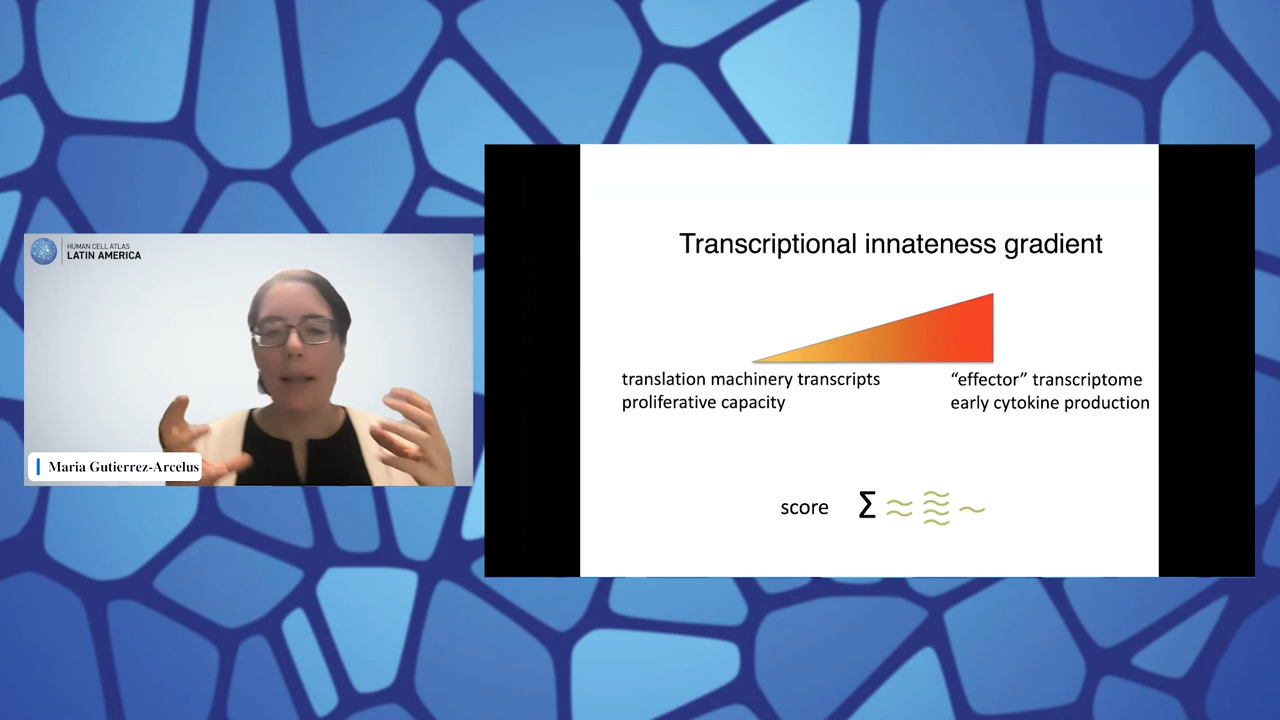 HUMAN CELL ATLAS
LATIN AMERICA
Maria Gutierrez-Arcelus
Transcriptional innateness gradient
translation machinery transcripts
proliferative capacity
“effector” transcriptome
early cytokine production
score Σ